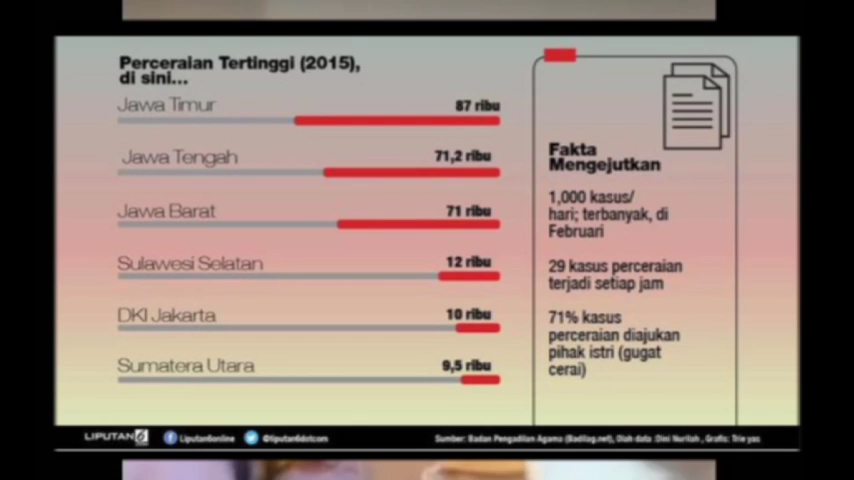 Perceraian Tertinggi (2015),
di sini...
Jawa Timur 87 ribu
Jawa Tengah 71,2 ribu
Jawa Barat 71 ribu
Sulawesi Selatan 12 ribu
DKI Jakarta 10 ribu
Sumatera Utara 9,5 ribu
Fakta
Mengejutkan
1,000 kasus/
hari; terbanyak, di
Februari
29 kasus perceraian
terjadi setiap jam
71% kasus
perceraian diajukan
pihak istri (gugat
cerai)
LIPUTAN 6 Liputan6online @liputan6dotcom Sumber: Badan Pengadilan Agama (Badilag.net), Olah data :Dini Nurilah , Grafis: Trie yas